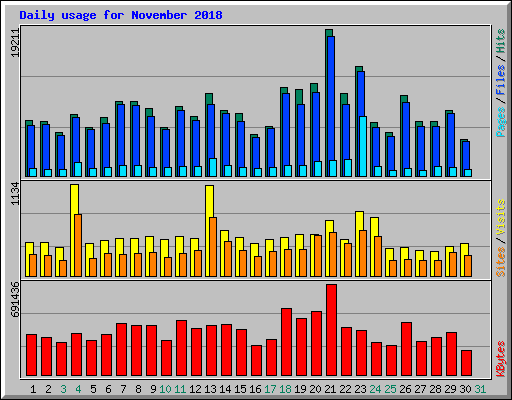 Daily usage for November 2018
19211
Pages / Files / Hits
1134
Sites / Visits
691436
KBytes
1 2 3 4 5 6 7 8 9 10 11 12 13 14 15 16 17 18 19 20 21 22 23 24 25 26 27 28 29 30 31